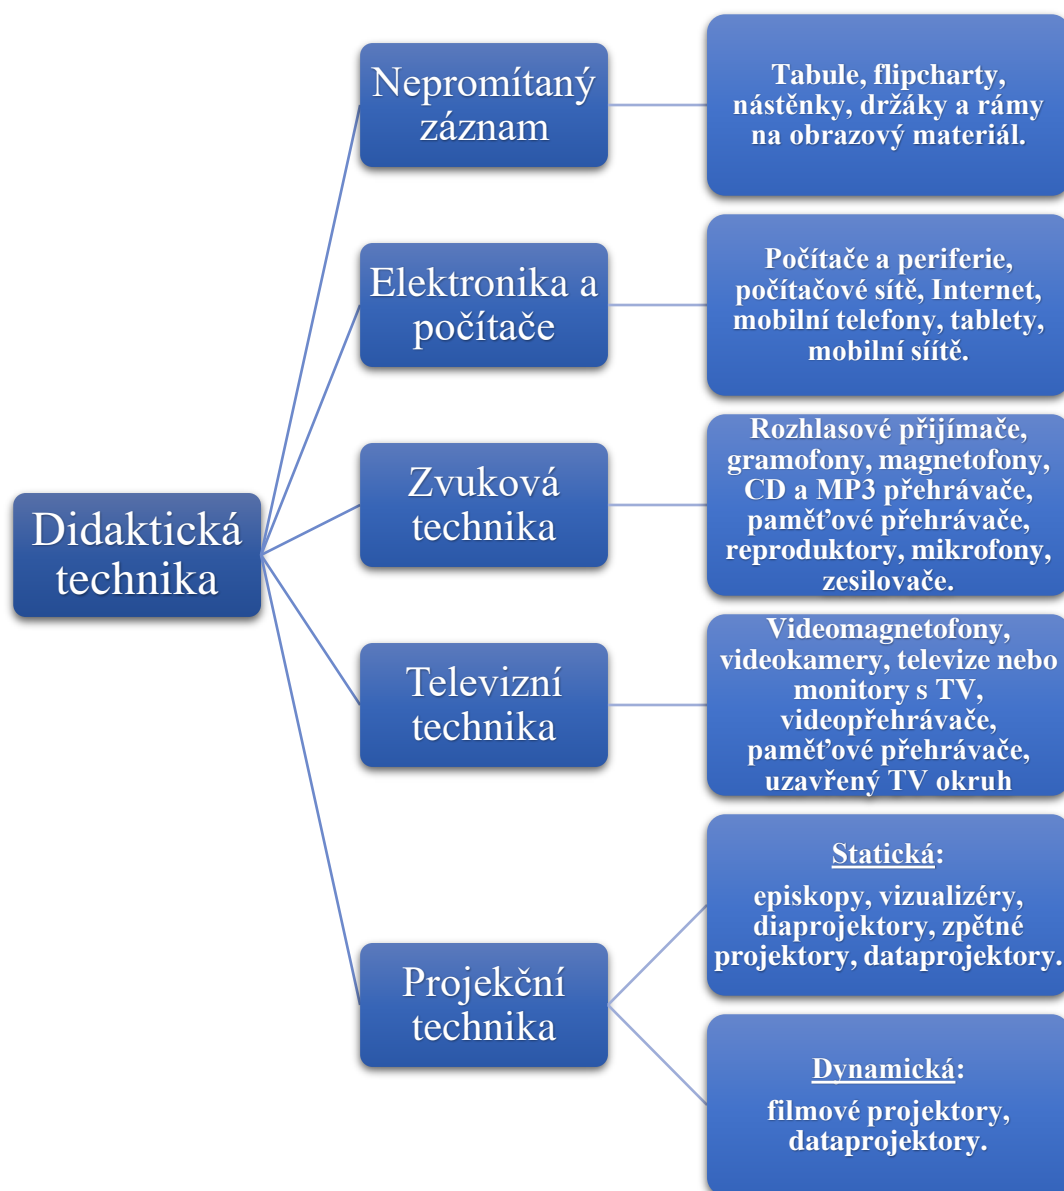 Nepromítaný
záznam
Tabule, flipcharty,
nástěnky, držáky a rámy
na obrazový materiál.
Elektronika a
počítače
Počítače a periferie,
počítačové sítě, Internet,
mobilní telefony, tablety,
mobilní síítě.
Didaktická
technika
Zvuková
technika
Rozhlasové přijímače,
gramofony, magnetofony,
CD a MP3 přehrávače,
paměťové přehrávače,
reproduktory, mikrofony,
zesilovače.
Televizní
technika
Videomagnetofony,
videokamery, televize nebo
monitory s TV,
videopřehrávače,
paměťové přehrávače,
uzavřený TV okruh
Projekční
technika
Statická:
episkopy, vizualizéry,
diaprojektory, zpětné
projektory, dataprojektory.
Dynamická:
filmové projektory,
dataprojektory.